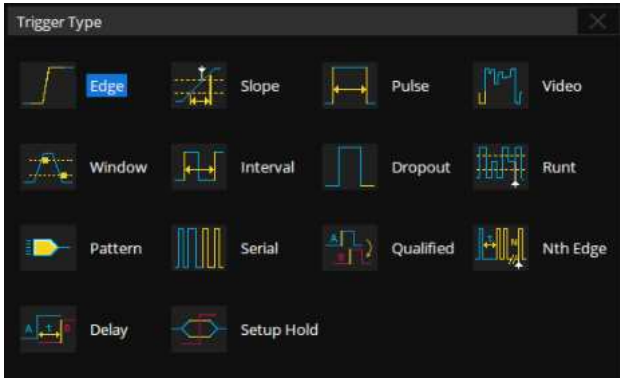 Trigger Type
Edge Slope Pulse Video
Window Interval Dropout Runt
Pattern Serial A B Qualified N Nth Edge
A t B Delay Setup Hold